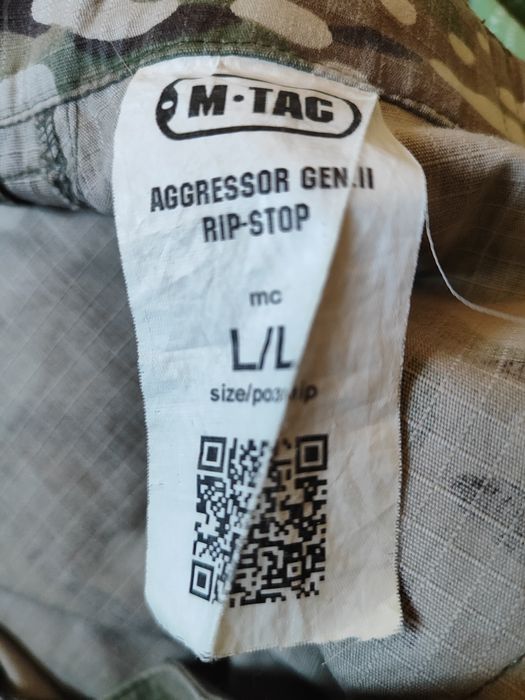 M·TAC
AGGRESSOR GEN.II
RIP-STOP
mc
L/L
size/